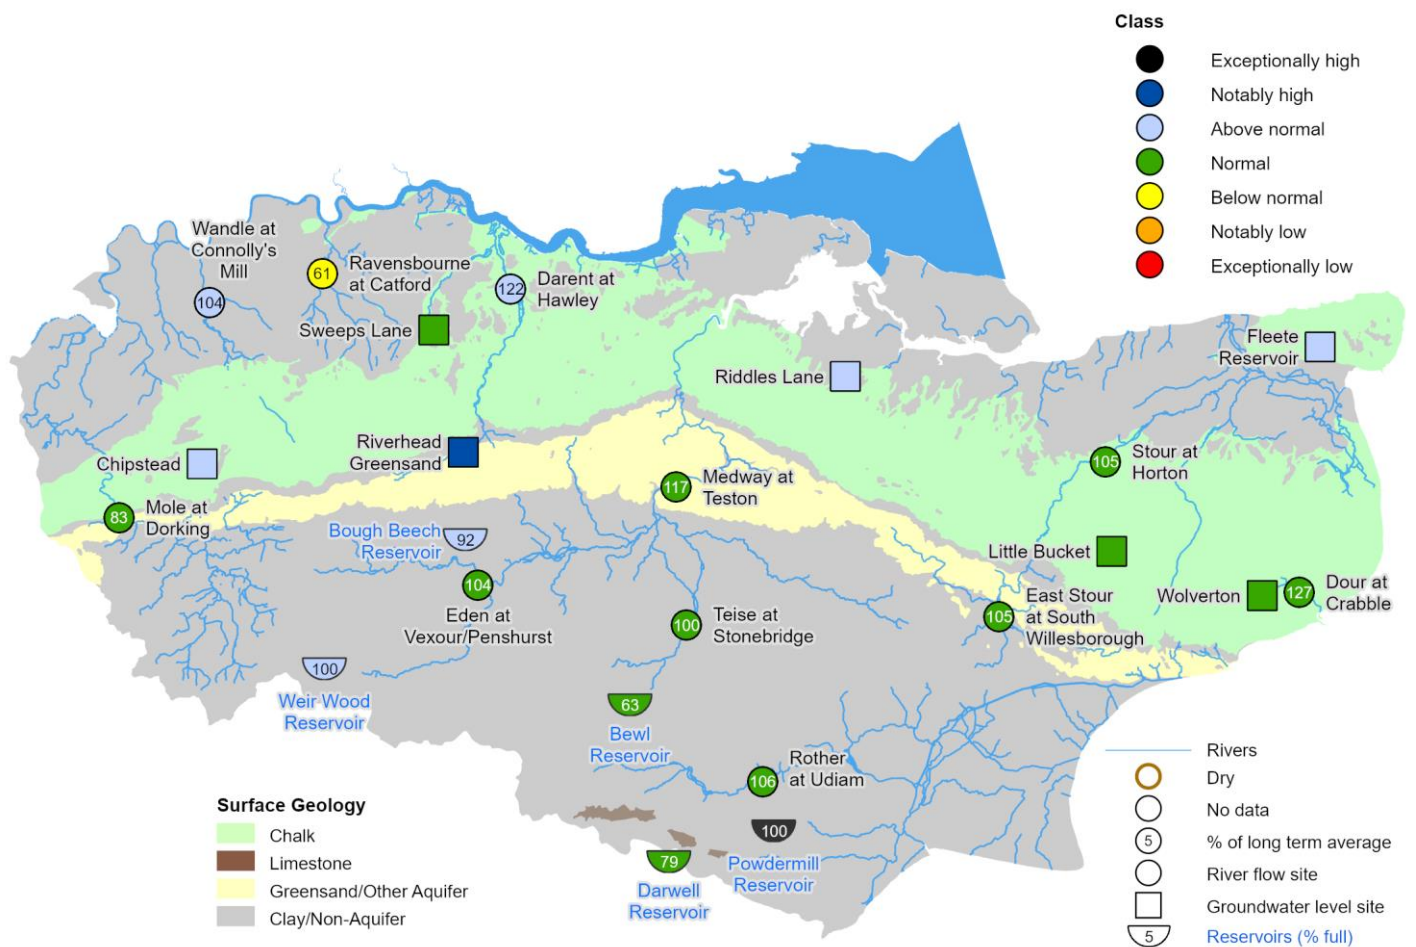 Class
Exceptionally high
Notably high
Above normal
Normal
Below normal
Notably low
Exceptionally low
Wandle at
Connolly's
Mill
104
61
Ravensbourne
at Catford
122
Darent at
Hawley
Sweeps Lane
Fleete
Reservoir
Riddles Lane
Chipstead
Riverhead
Greensand
105
Stour at
Horton
117
Medway at
Teston
83
Mole at
Dorking
Bough Beech
Reservoir
92
Little Bucket
104
Eden at
Vexour/Penshurst
Wolverton
127
Dour at
Crabble
100
Teise at
Stonebridge
105
East Stour
at South
Willesborough
100
Weir Wood
Reservoir
63
Bewl
Reservoir
106
Rother
at Udiam
100
Powdermill
Reservoir
79
Darwell
Reservoir
Surface Geology
Chalk
Limestone
Greensand/Other Aquifer
Clay/Non-Aquifer
Rivers
Dry
No data
5 % of long term average
River flow site
Groundwater level site
5 Reservoirs (% full)